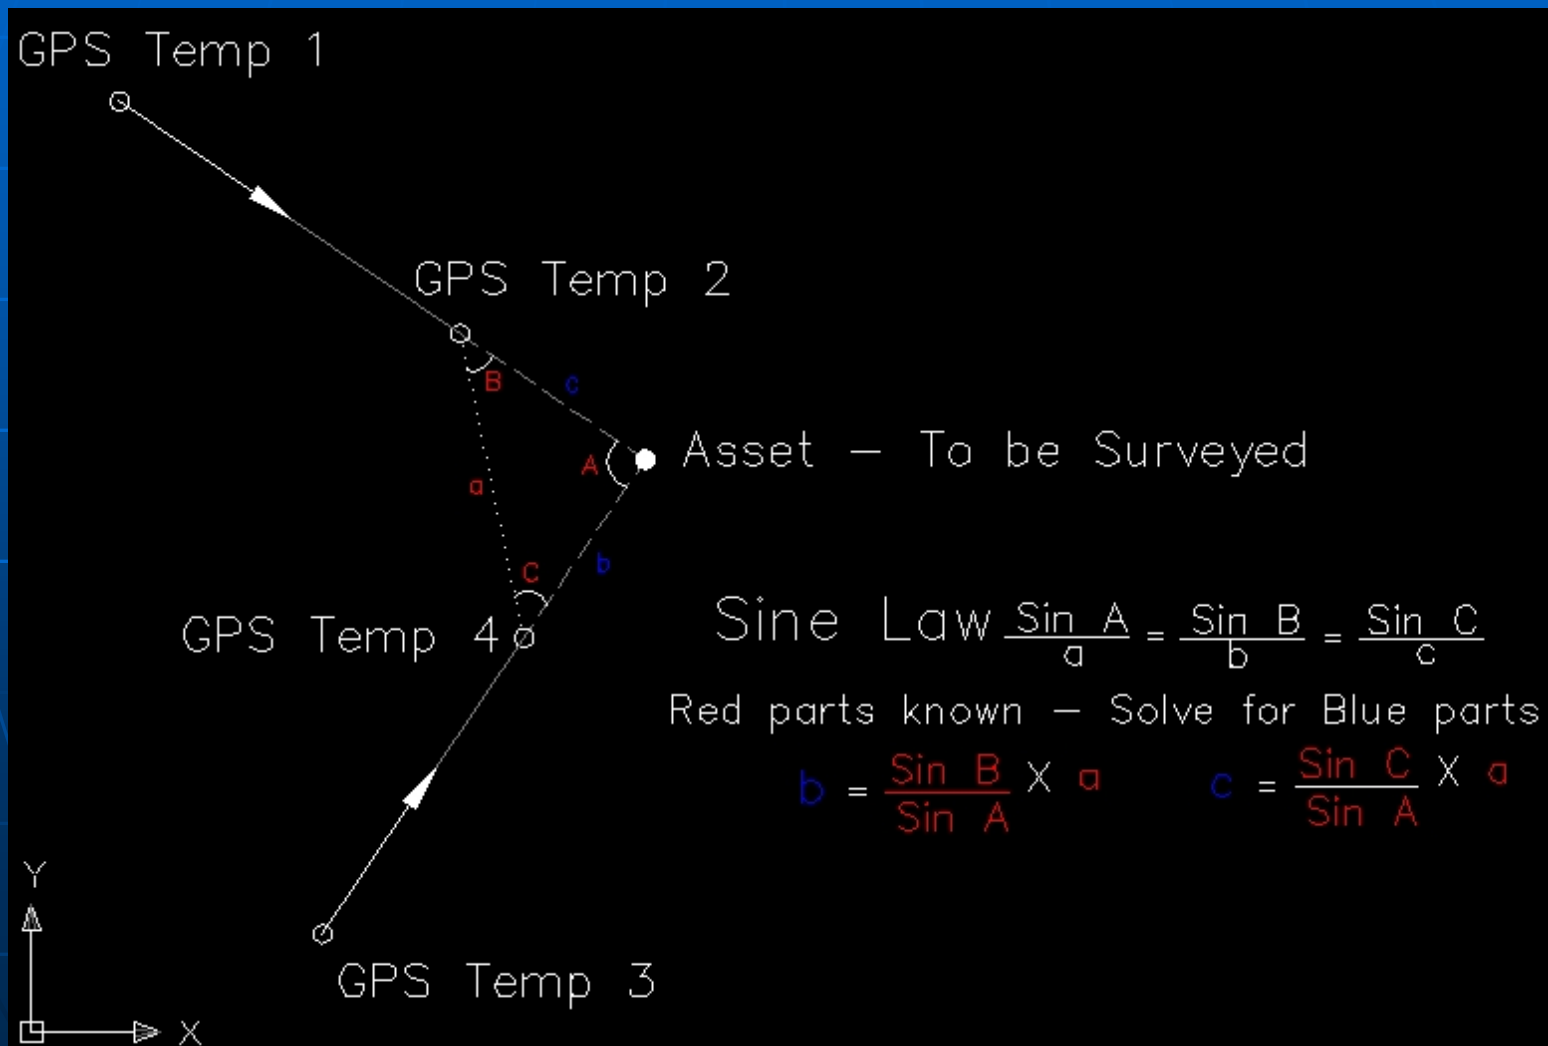 GPS Temp 1
GPS Temp 2
B
c
A
Asset – To be Surveyed
a
C
b
GPS Temp 4
Sine Law Sin A / a = Sin B / b = Sin C / c
Red parts known – Solve for Blue parts
b = Sin B / Sin A X a
c = Sin C / Sin A X a
Y
GPS Temp 3
X